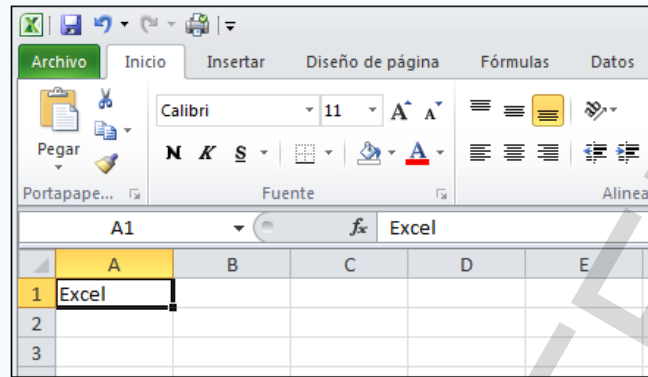 Archivo Inicio Insertar Diseño de página Fórmulas Datos
Calibri 11 A A
Pegar
N K S A
Portapape... Fuente Alinea
A1 fx Excel
A B C D E
1 Excel
2
3